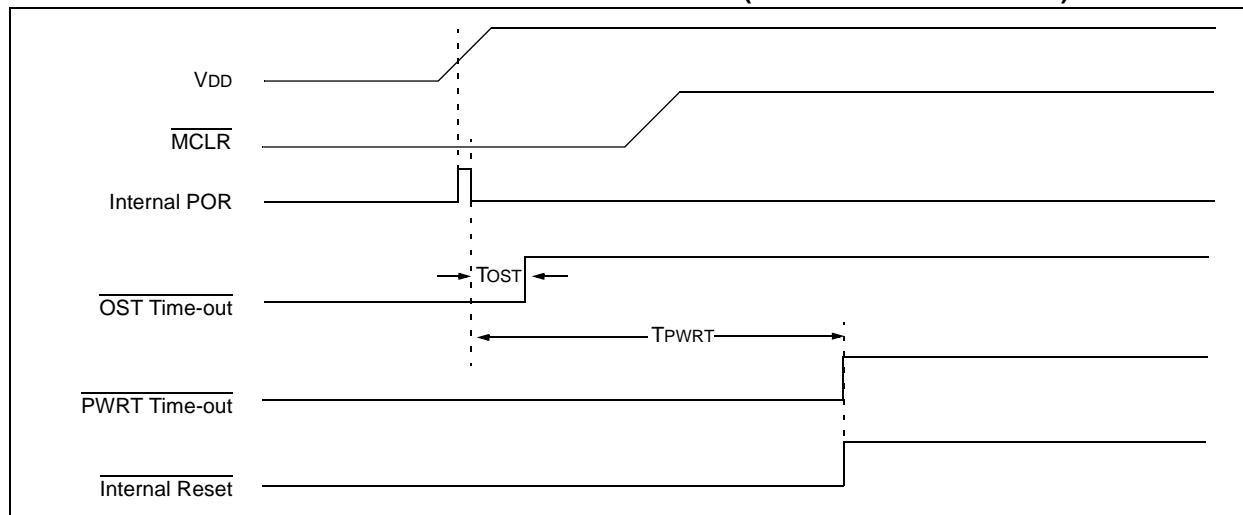 VDD
MCLR
Internal POR
TOST
OST Time-out
TPWRT
PWRT Time-out
Internal Reset